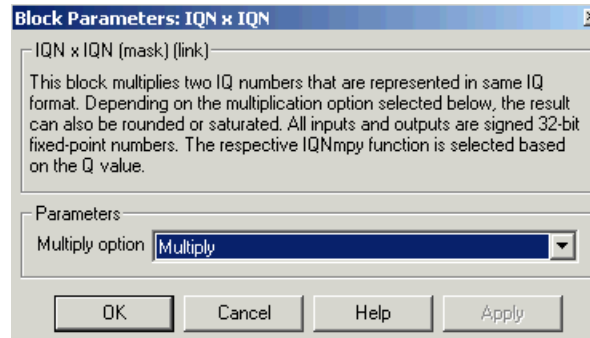 Block Parameters: IQN x IQN
IQN x IQN (mask) (link)
This block multiplies two IQ numbers that are represented in same IQ
format. Depending on the multiplication option selected below, the result
can also be rounded or saturated. All inputs and outputs are signed 32-bit
fixed-point numbers. The respective IQNmpy function is selected based
on the Q value.
Parameters
Multiply option Multiply
OK Cancel Help Apply